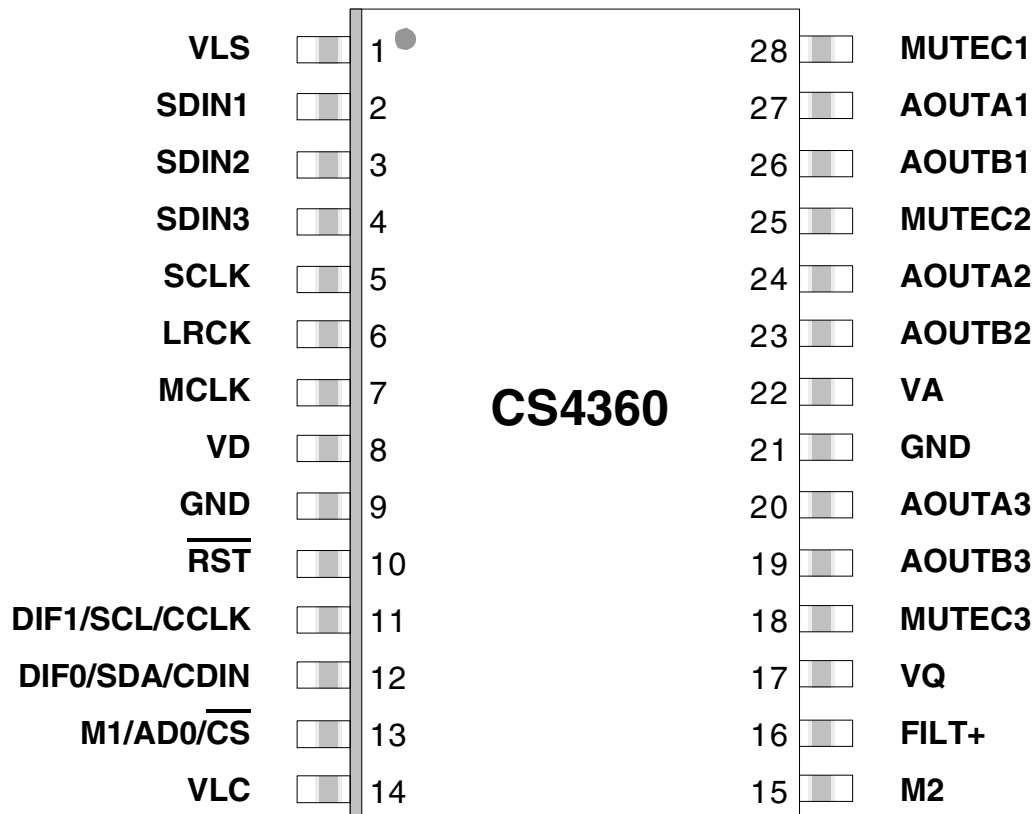 VLS 1 28 MUTEC1
SDIN1 2 27 AOUTA1
SDIN2 3 26 AOUTB1
SDIN3 4 25 MUTEC2
SCLK 5 24 AOUTA2
LRCK 6 23 AOUTB2
MCLK 7 22 VA
CS4360
VD 8 21 GND
GND 9 20 AOUTA3
R̅S̅T̅ 10 19 AOUTB3
DIF1/SCL/CCLK 11 18 MUTEC3
DIF0/SDA/CDIN 12 17 VQ
M1/AD0/C̅S̅ 13 16 FILT+
VLC 14 15 M2